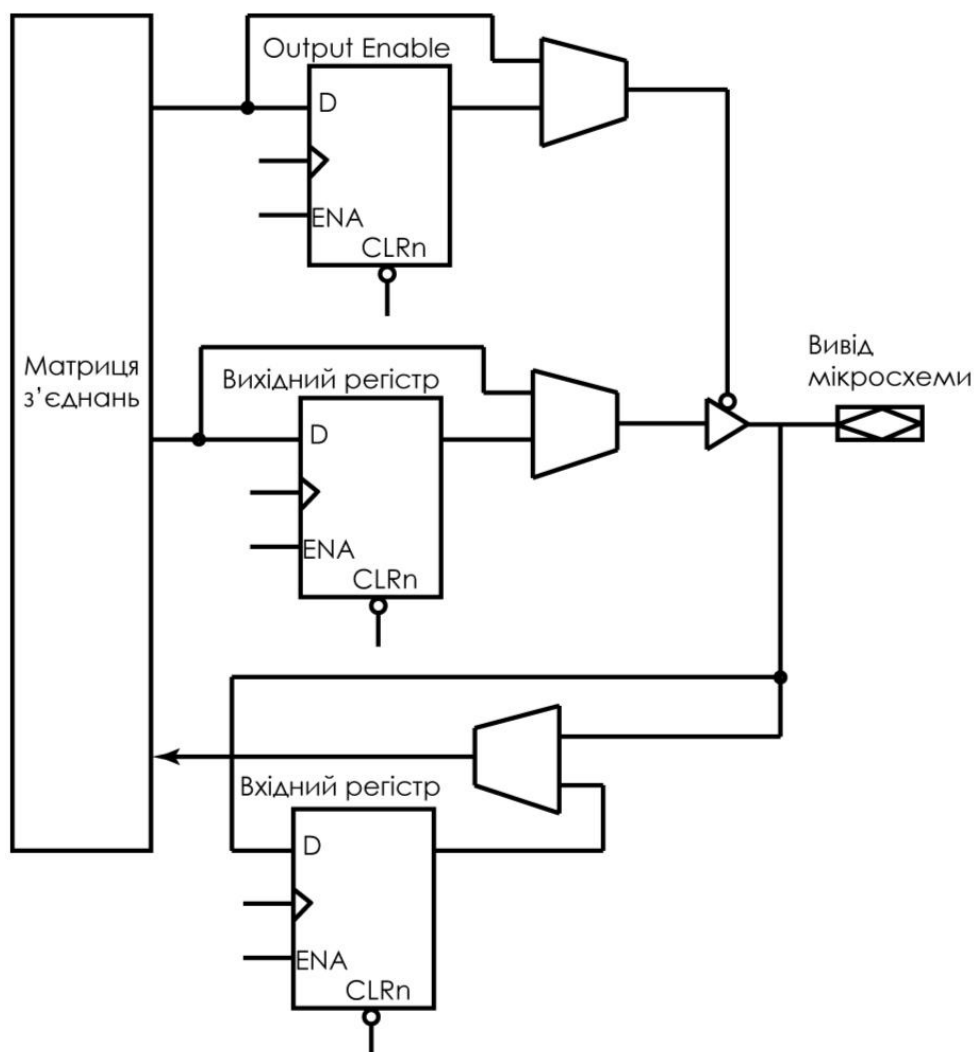 Output Enable
D
ENA
CLRn
Матриця
з’єднань
Вихідний регістр
D
ENA
CLRn
Вивід
мікросхеми
Вхідний регістр
D
ENA
CLRn